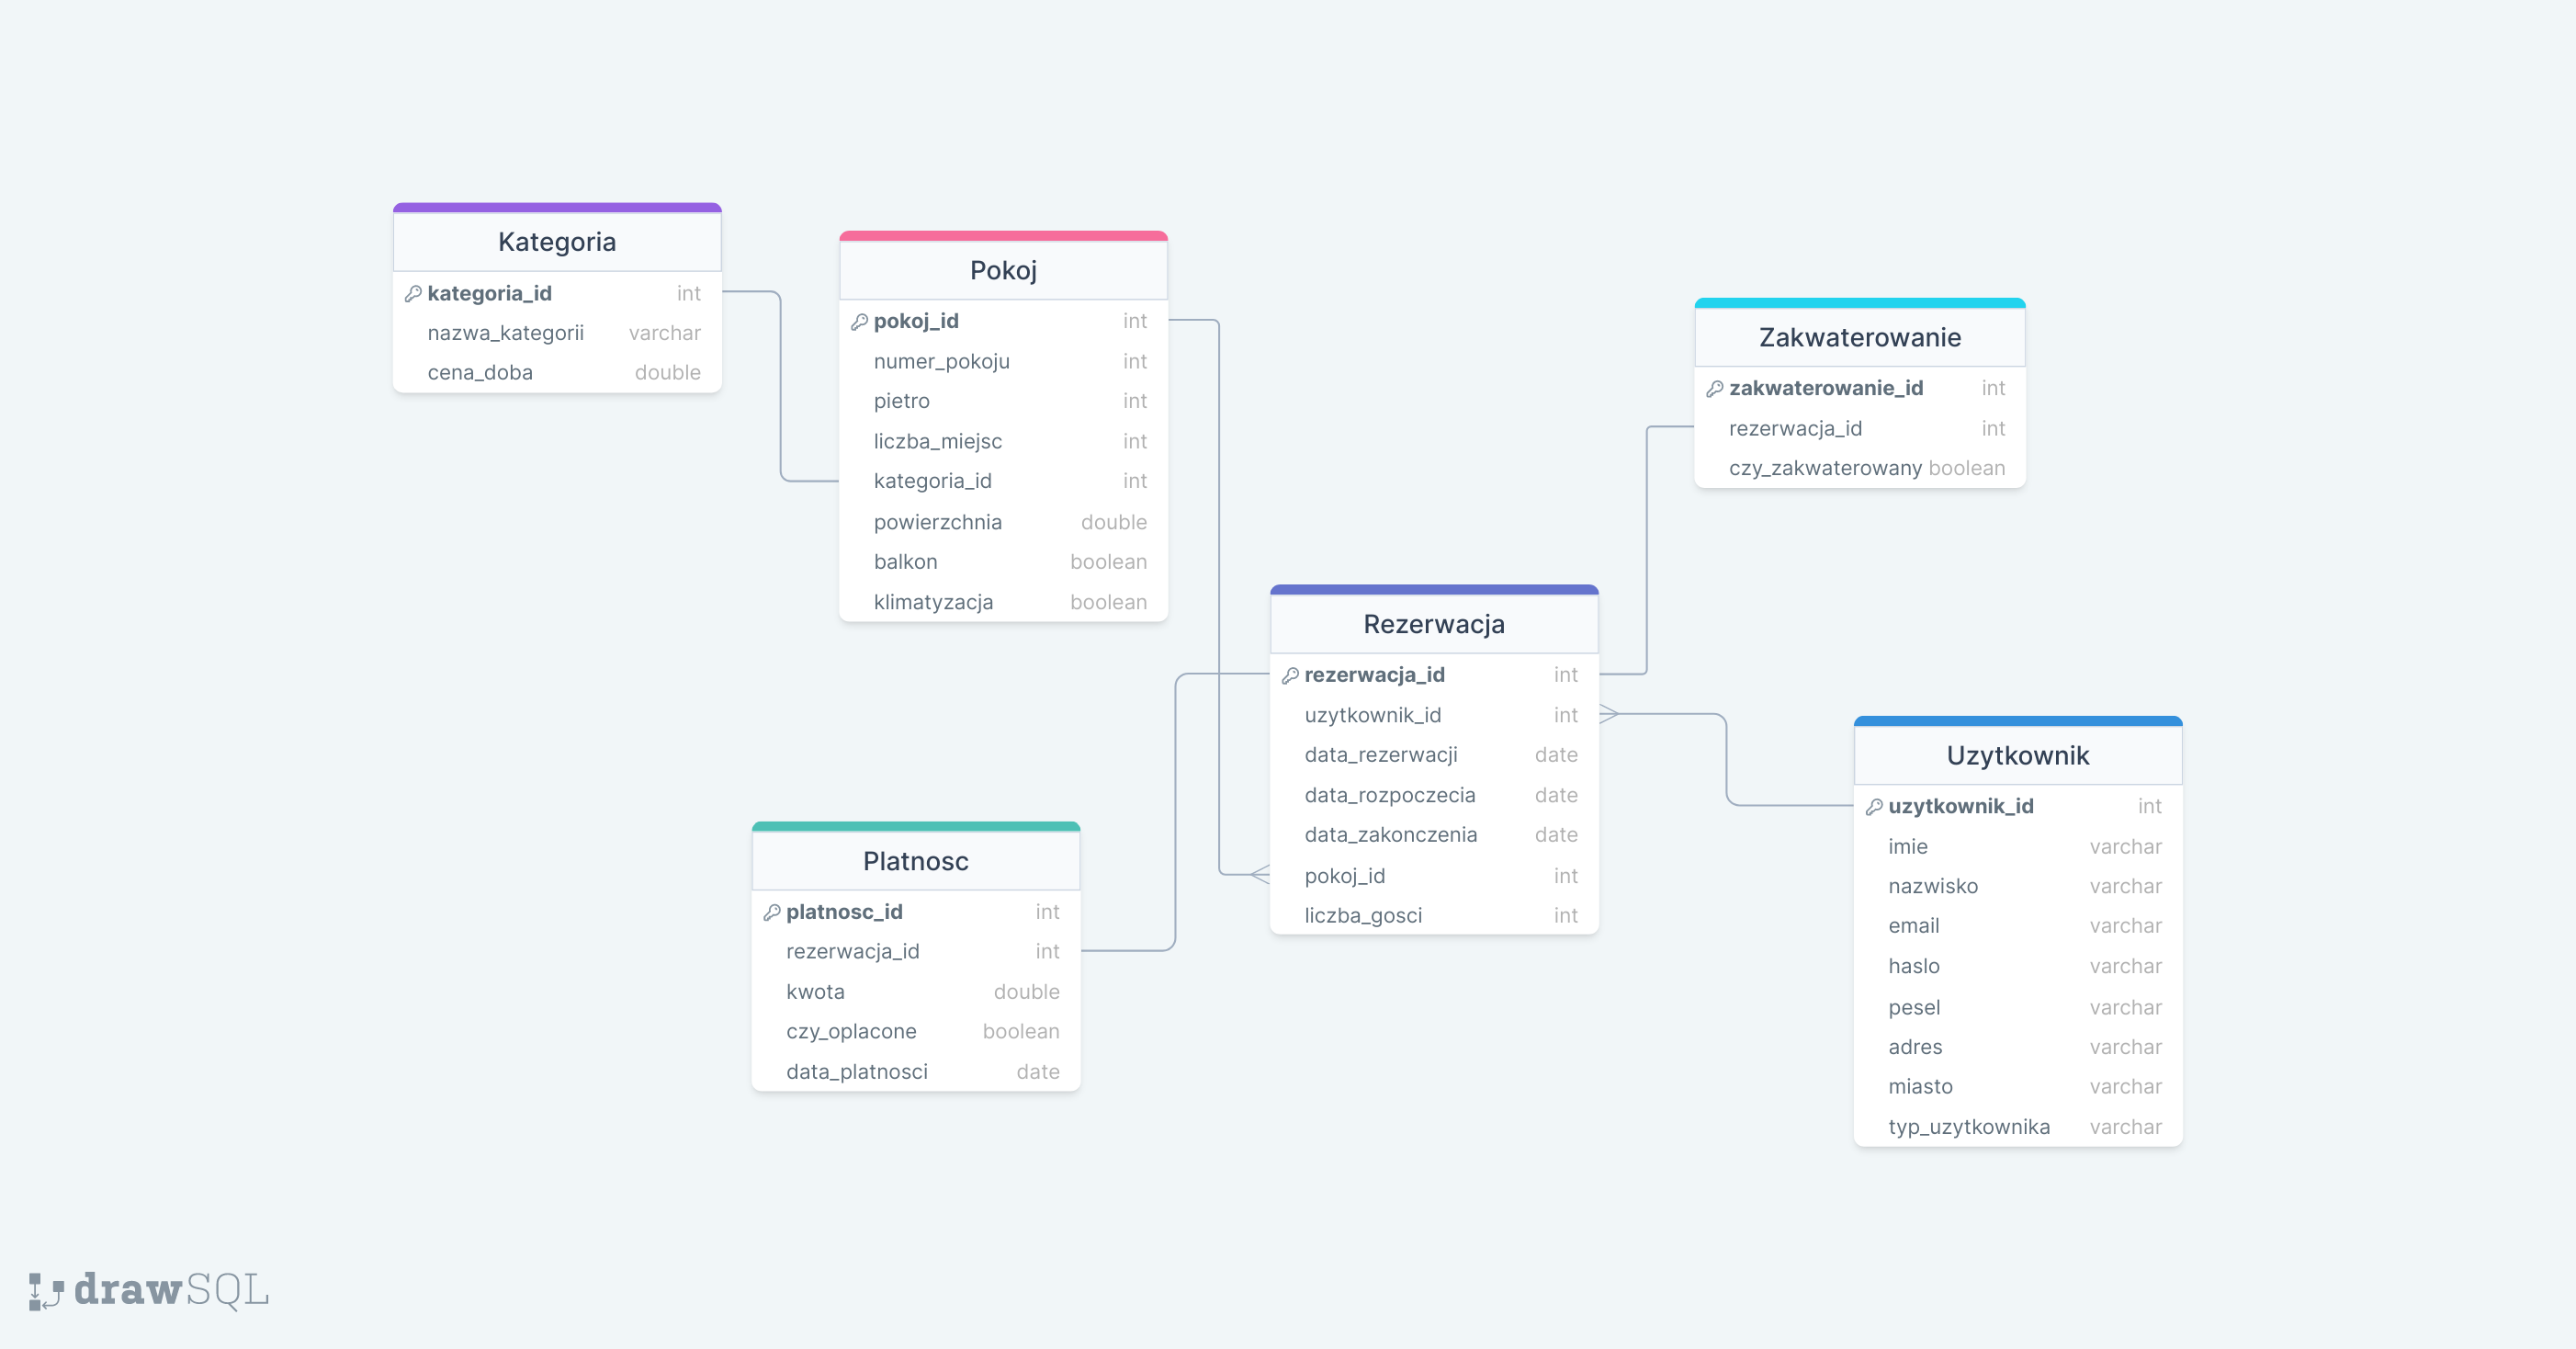 Kategoria
kategoria_id int
nazwa_kategorii varchar
cena_doba double
Pokoj
pokoj_id int
numer_pokoju int
pietro int
liczba_miejsc int
kategoria_id int
powierzchnia double
balkon boolean
klimatyzacja boolean
Zakwaterowanie
zakwaterowanie_id int
rezerwacja_id int
czy_zakwaterowany boolean
Rezerwacja
rezerwacja_id int
uzytkownik_id int
data_rezerwacji date
data_rozpoczecia date
data_zakonczenia date
pokoj_id int
liczba_gosci int
Uzytkownik
uzytkownik_id int
imie varchar
nazwisko varchar
email varchar
haslo varchar
pesel varchar
adres varchar
miasto varchar
typ_uzytkownika varchar
Platnosc
platnosc_id int
rezerwacja_id int
kwota double
czy_oplacone boolean
data_platnosci date
drawSQL